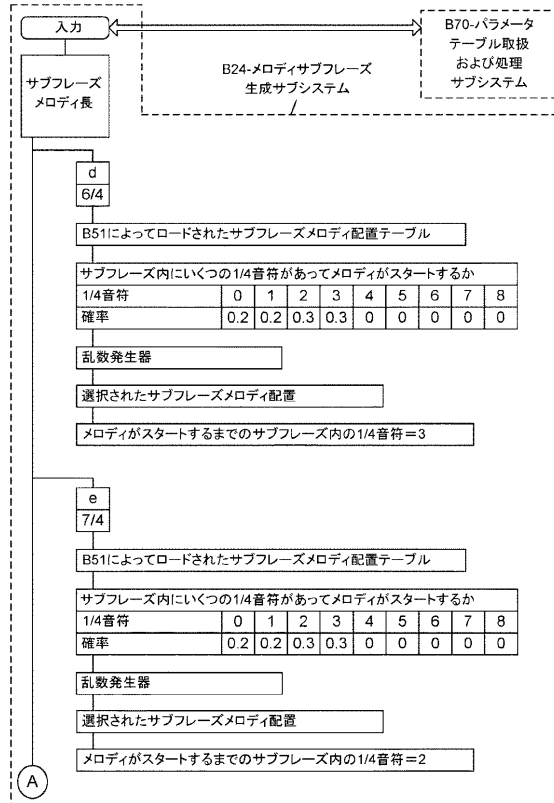 入力
B70-パラメータ
テーブル取扱
および処理
サブシステム
B24-メロディサブフレーズ
生成サブシステム
サブフレーズ
メロディ長
d
6/4
B51によってロードされたサブフレーズメロディ配置テーブル
サブフレーズ内にいくつの1/4音符があってメロディがスタートするか
1/4音符 0 1 2 3 4 5 6 7 8
確率 0.2 0.2 0.3 0.3 0 0 0 0 0
乱数発生器
選択されたサブフレーズメロディ配置
メロディがスタートするまでのサブフレーズ内の1/4音符=3
e
7/4
B51によってロードされたサブフレーズメロディ配置テーブル
サブフレーズ内にいくつの1/4音符があってメロディがスタートするか
1/4音符 0 1 2 3 4 5 6 7 8
確率 0.2 0.2 0.3 0.3 0 0 0 0 0
乱数発生器
選択されたサブフレーズメロディ配置
メロディがスタートするまでのサブフレーズ内の1/4音符=2
A